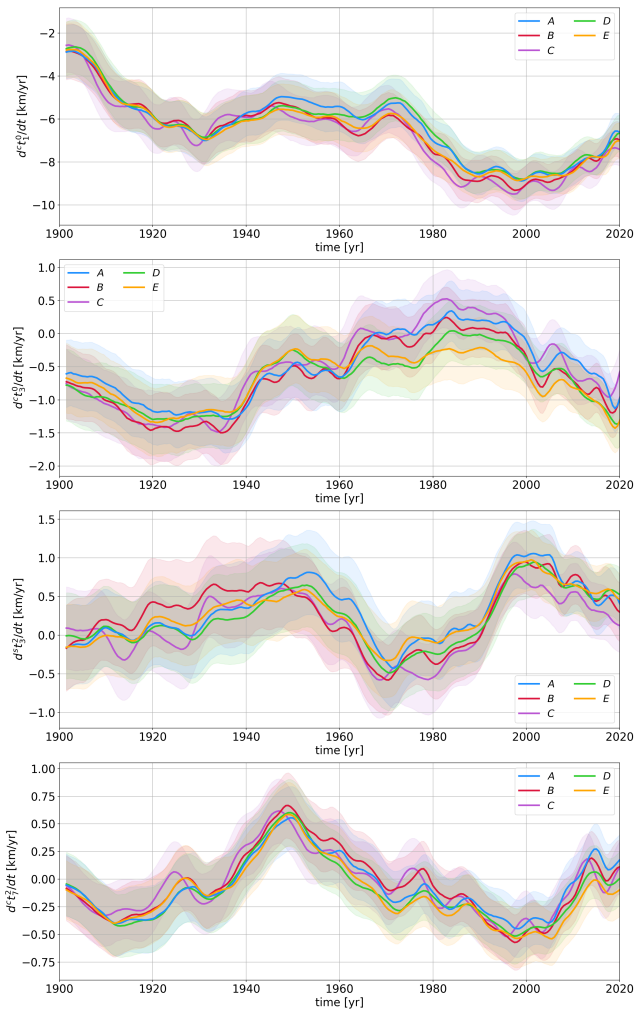 d^c t_1^0/dt [km/yr]
−2
−4
−6
−8
−10
A D
B E
C
1900 1920 1940 1960 1980 2000 2020
time [yr]
d^c t_3^0/dt [km/yr]
1.0
0.5
0.0
−0.5
−1.0
−1.5
−2.0
A D
B E
C
1900 1920 1940 1960 1980 2000 2020
time [yr]
d^s t_3^2/dt [km/yr]
1.5
1.0
0.5
0.0
−0.5
−1.0
A D
B E
C
1900 1920 1940 1960 1980 2000 2020
time [yr]
d^c t_7^2/dt [km/yr]
1.00
0.75
0.50
0.25
0.00
−0.25
−0.50
−0.75
A D
B E
C
1900 1920 1940 1960 1980 2000 2020
time [yr]